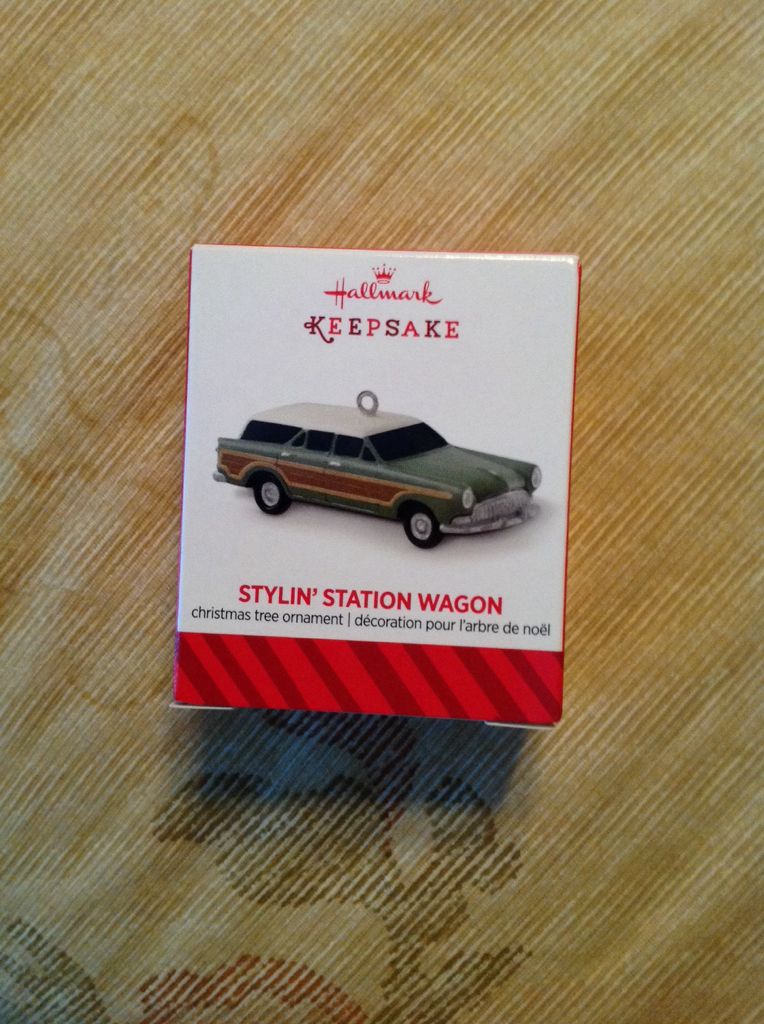 Hallmark
KEEPSAKE
STYLIN' STATION WAGON
christmas tree ornament | décoration pour l'arbre de noël